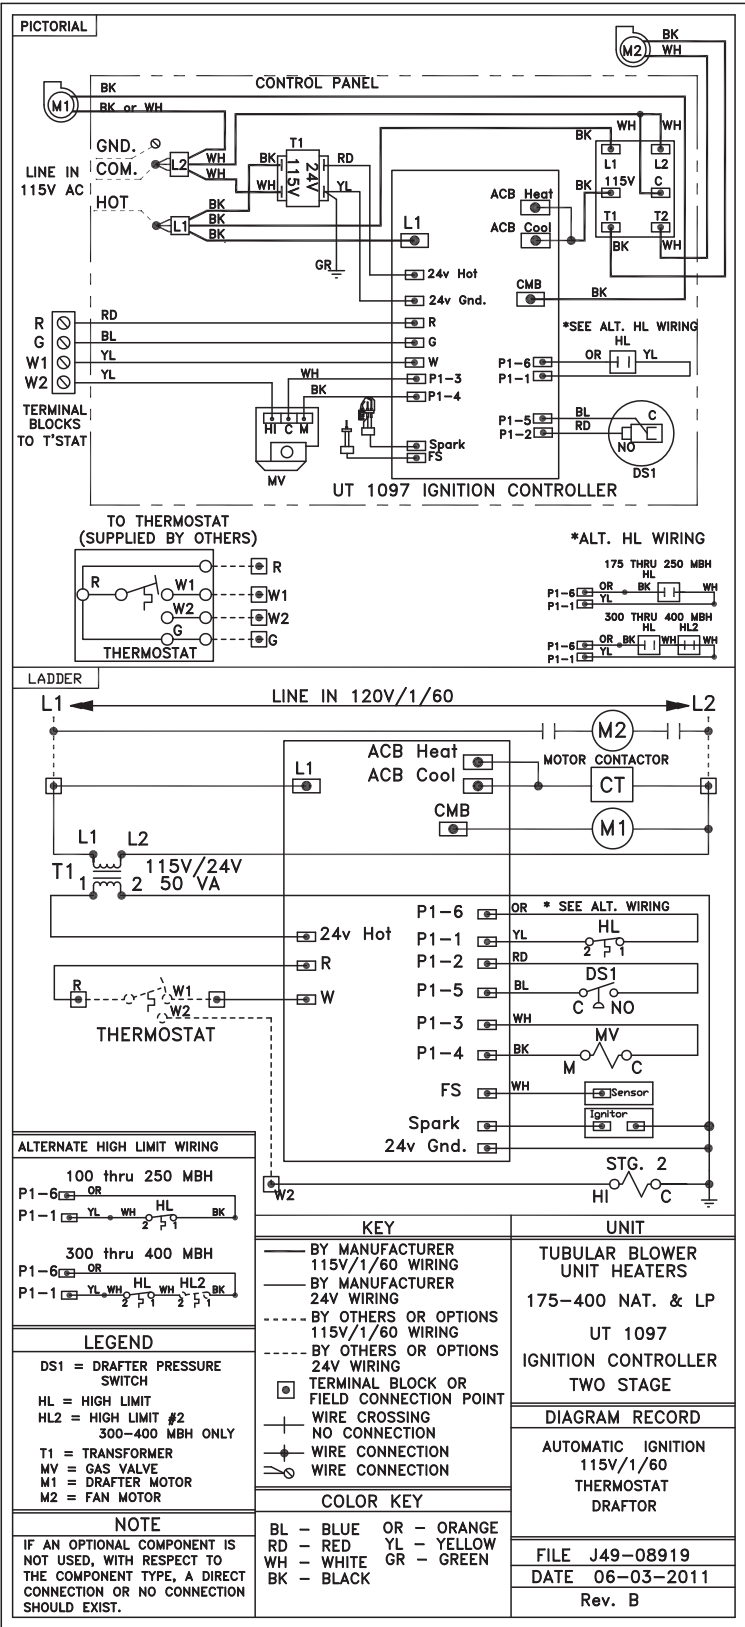 PICTORIAL
M2
BK
WH
CONTROL PANEL
M1
BK
BK or WH
GND.
COM.
LINE IN
115V AC
HOT
L2
WH
WH
BK
WH
T1
115V
24V
RD
YL
GR
L1
BK
BK
BK
BK
WH
WH
L1
L2
115V
C
T1
T2
BK
BK
WH
L1
ACB Heat
ACB Cool
24v Hot
24v Gnd.
CMB
BK
R
G
W1
W2
RD
BL
YL
YL
R
G
W
P1-3
P1-4
WH
BK
*SEE ALT. HL WIRING
HL
OR
YL
P1-6
P1-1
P1-5
P1-2
BL
RD
C
NO
DS1
TERMINAL
BLOCKS
TO T'STAT
HI C M
MV
Spark
FS
UT 1097 IGNITION CONTROLLER
TO THERMOSTAT
(SUPPLIED BY OTHERS)
R
W1
W2
G
THERMOSTAT
R
W1
W2
G
*ALT. HL WIRING
175 THRU 250 MBH
HL
P1-6
OR
BK
WH
P1-1
YL
300 THRU 400 MBH
HL
HL2
P1-6
OR
BK
WH
WH
P1-1
YL
LADDER
L1
LINE IN 120V/1/60
L2
M2
ACB Heat
ACB Cool
MOTOR CONTACTOR
CT
L1
CMB
M1
L1
L2
T1
1
2
115V/24V
50 VA
24v Hot
R
W
P1-6
OR
* SEE ALT. WIRING
P1-1
YL
HL
2
1
P1-2
RD
P1-5
BL
DS1
C
NO
P1-3
WH
P1-4
BK
MV
M
C
R
W1
W2
THERMOSTAT
FS
WH
Sensor
Spark
Ignitor
24v Gnd.
W2
STG. 2
HI
C
ALTERNATE HIGH LIMIT WIRING
100 thru 250 MBH
P1-6
OR
P1-1
YL
WH
HL
2
1
BK
300 thru 400 MBH
P1-6
OR
P1-1
YL
WH
HL
2
1
WH
HL2
2
1
BK
LEGEND
DS1 = DRAFTER PRESSURE
SWITCH
HL = HIGH LIMIT
HL2 = HIGH LIMIT #2
300-400 MBH ONLY
T1 = TRANSFORMER
MV = GAS VALVE
M1 = DRAFTER MOTOR
M2 = FAN MOTOR
NOTE
IF AN OPTIONAL COMPONENT IS
NOT USED, WITH RESPECT TO
THE COMPONENT TYPE, A DIRECT
CONNECTION OR NO CONNECTION
SHOULD EXIST.
KEY
BY MANUFACTURER
115V/1/60 WIRING
BY MANUFACTURER
24V WIRING
BY OTHERS OR OPTIONS
115V/1/60 WIRING
BY OTHERS OR OPTIONS
24V WIRING
TERMINAL BLOCK OR
FIELD CONNECTION POINT
WIRE CROSSING
NO CONNECTION
WIRE CONNECTION
WIRE CONNECTION
COLOR KEY
BL - BLUE OR - ORANGE
RD - RED YL - YELLOW
WH - WHITE GR - GREEN
BK - BLACK
UNIT
TUBULAR BLOWER
UNIT HEATERS
175-400 NAT. & LP
UT 1097
IGNITION CONTROLLER
TWO STAGE
DIAGRAM RECORD
AUTOMATIC IGNITION
115V/1/60
THERMOSTAT
DRAFTOR
FILE J49-08919
DATE 06-03-2011
Rev. B